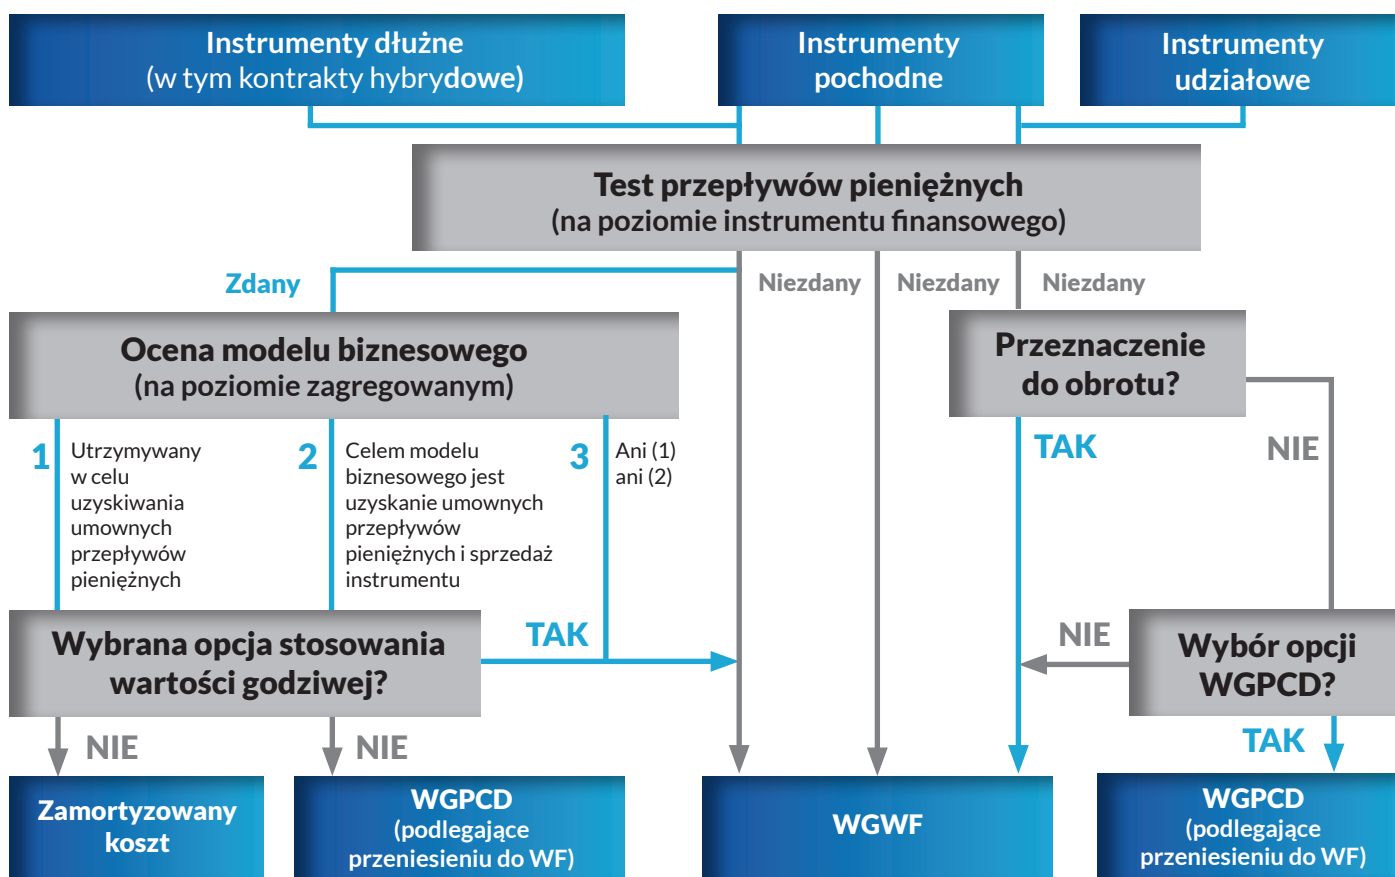 Instrumenty dłużne
(w tym kontrakty hybrydowe)
Instrumenty
pochodne
Instrumenty
udziałowe
Test przepływów pieniężnych
(na poziomie instrumentu finansowego)
Zdany
Niezdany
Niezdany
Niezdany
Ocena modelu biznesowego
(na poziomie zagregowanym)
Przeznaczenie
do obrotu?
1
Utrzymywany
w celu
uzyskiwania
umownych
przepływów
pieniężnych
2
Celem modelu
biznesowego jest
uzyskanie umownych
przepływów
pieniężnych i sprzedaż
instrumentu
3
Ani (1)
ani (2)
TAK
NIE
Wybrana opcja stosowania
wartości godziwej?
TAK
NIE
Wybór opcji
WGPCD?
NIE
NIE
TAK
Zamortyzowany
koszt
WGPCD
(podlegające
przeniesieniu do WF)
WGWF
WGPCD
(podlegające
przeniesieniu do WF)